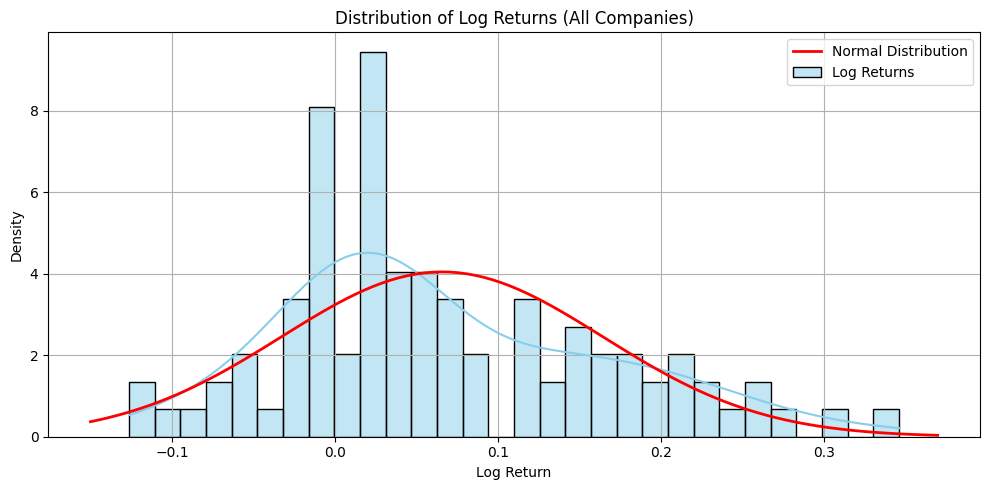 Distribution of Log Returns (All Companies)
Normal Distribution
Log Returns
Density
8
6
4
2
0
−0.1 0.0 0.1 0.2 0.3
Log Return